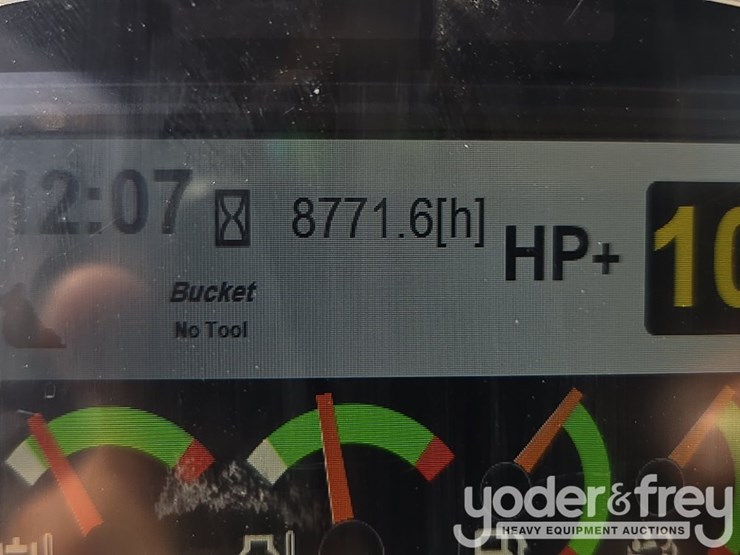 12:07 8771.6[h] HP+ 10
Bucket
No Tool
yoder&frey
HEAVY EQUIPMENT AUCTIONS